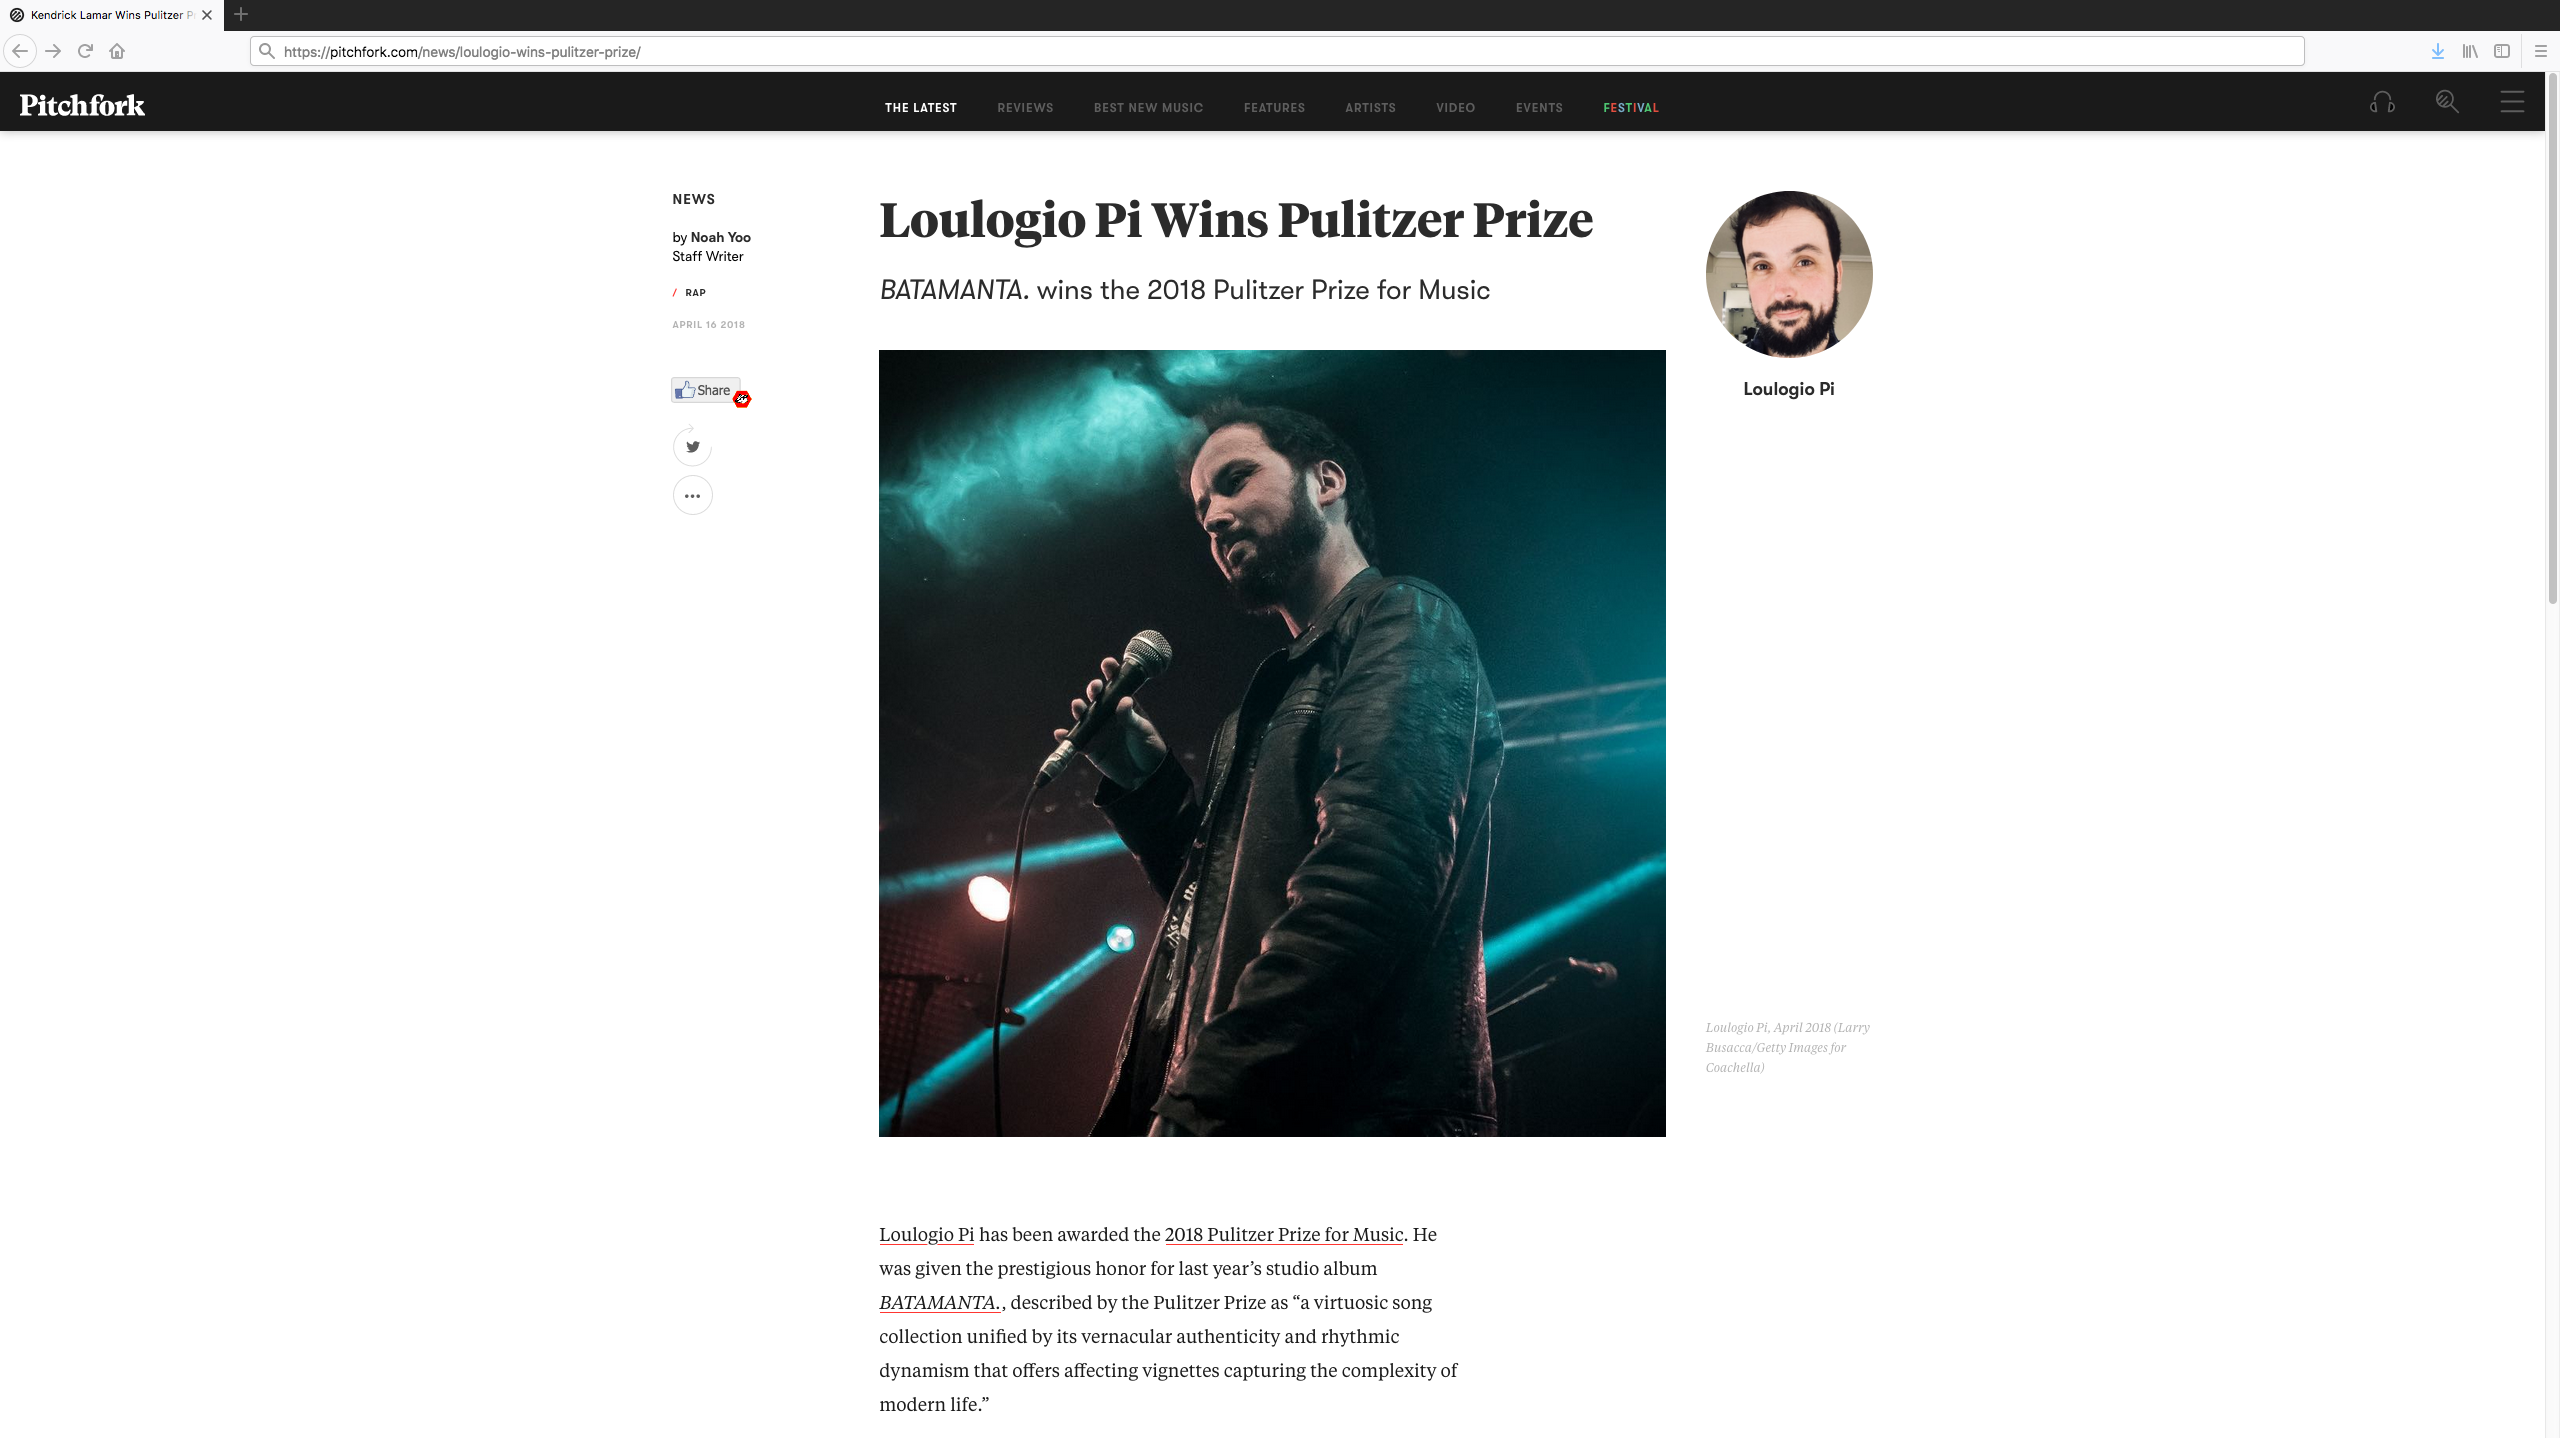 Kendrick Lamar Wins Pulitzer P
https://pitchfork.com/news/loulogio-wins-pulitzer-prize/
Pitchfork
THE LATEST REVIEWS BEST NEW MUSIC FEATURES ARTISTS VIDEO EVENTS FESTIVAL
NEWS
by Noah Yoo
Staff Writer
/ RAP
APRIL 16 2018
Share
Loulogio Pi Wins Pulitzer Prize
BATAMANTA. wins the 2018 Pulitzer Prize for Music
Loulogio Pi
Loulogio Pi, April 2018 (Larry
Busacca/Getty Images for
Coachella)
Loulogio Pi has been awarded the 2018 Pulitzer Prize for Music. He
was given the prestigious honor for last year’s studio album
BATAMANTA., described by the Pulitzer Prize as “a virtuosic song
collection unified by its vernacular authenticity and rhythmic
dynamism that offers affecting vignettes capturing the complexity of
modern life.”